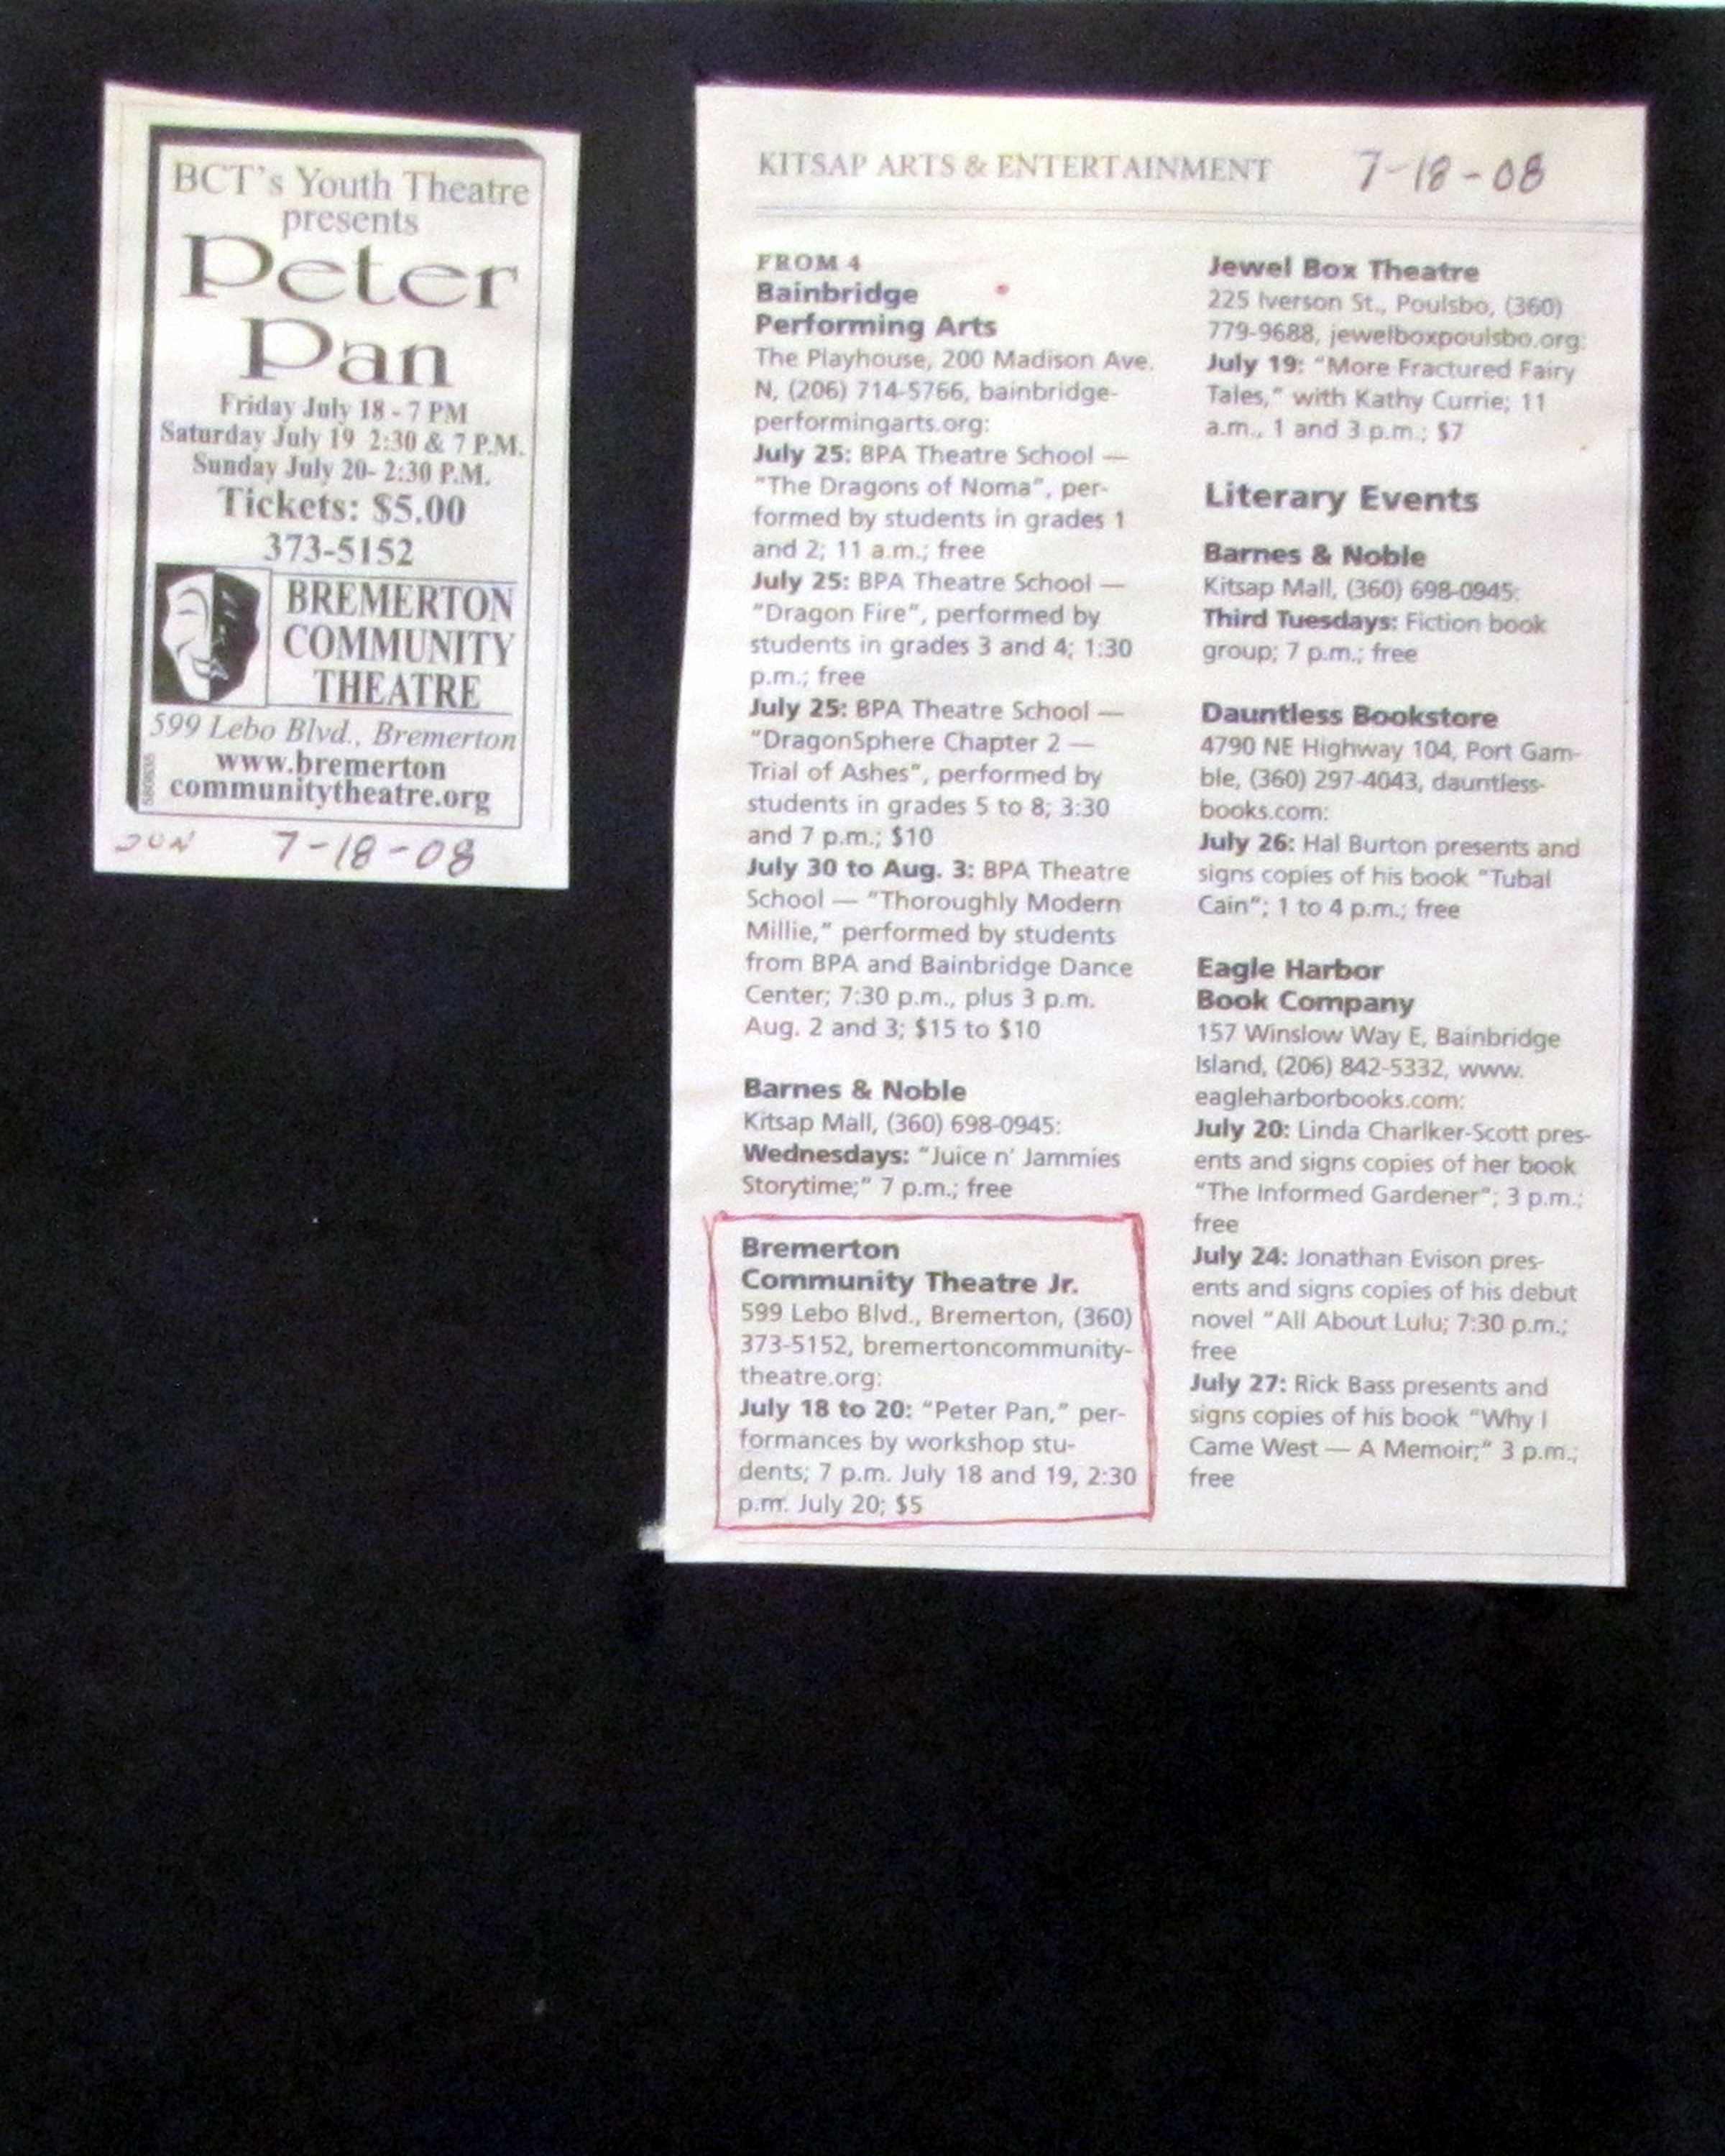 BCT's Youth Theatre
presents
Peter
Pan
Friday July 18 - 7 PM
Saturday July 19 2:30 & 7 P.M.
Sunday July 20- 2:30 P.M.
Tickets: $5.00
373-5152
BREMERTON
COMMUNITY
THEATRE
599 Lebo Blvd., Bremerton
www.bremerton
communitytheatre.org
SUN 7-18-08
KITSAP ARTS & ENTERTAINMENT 7-18-08
FROM 4
Bainbridge
Performing Arts
The Playhouse, 200 Madison Ave.
N, (206) 714-5766, bainbridge-
performingarts.org:
July 25: BPA Theatre School —
"The Dragons of Noma", per-
formed by students in grades 1
and 2; 11 a.m.; free
July 25: BPA Theatre School —
"Dragon Fire", performed by
students in grades 3 and 4; 1:30
p.m.; free
July 25: BPA Theatre School —
"DragonSphere Chapter 2 —
Trial of Ashes", performed by
students in grades 5 to 8; 3:30
and 7 p.m.; $10
July 30 to Aug. 3: BPA Theatre
School — "Thoroughly Modern
Millie," performed by students
from BPA and Bainbridge Dance
Center; 7:30 p.m., plus 3 p.m.
Aug. 2 and 3; $15 to $10
Barnes & Noble
Kitsap Mall, (360) 698-0945:
Wednesdays: "Juice n' Jammies
Storytime;" 7 p.m.; free
Bremerton
Community Theatre Jr.
599 Lebo Blvd., Bremerton, (360)
373-5152, bremertoncommunity-
theatre.org:
July 18 to 20: "Peter Pan," per-
formances by workshop stu-
dents; 7 p.m. July 18 and 19, 2:30
p.m. July 20; $5
Jewel Box Theatre
225 Iverson St., Poulsbo, (360)
779-9688, jewelboxpoulsbo.org:
July 19: "More Fractured Fairy
Tales," with Kathy Currie; 11
a.m., 1 and 3 p.m.; $7
Literary Events
Barnes & Noble
Kitsap Mall, (360) 698-0945:
Third Tuesdays: Fiction book
group; 7 p.m.; free
Dauntless Bookstore
4790 NE Highway 104, Port Gam-
ble, (360) 297-4043, dauntless-
books.com:
July 26: Hal Burton presents and
signs copies of his book "Tubal
Cain"; 1 to 4 p.m.; free
Eagle Harbor
Book Company
157 Winslow Way E, Bainbridge
Island, (206) 842-5332, www.
eagleharborbooks.com:
July 20: Linda Charlker-Scott pres-
ents and signs copies of her book
"The Informed Gardener"; 3 p.m.;
free
July 24: Jonathan Evison pres-
ents and signs copies of his debut
novel "All About Lulu; 7:30 p.m.;
free
July 27: Rick Bass presents and
signs copies of his book "Why I
Came West — A Memoir;" 3 p.m.;
free